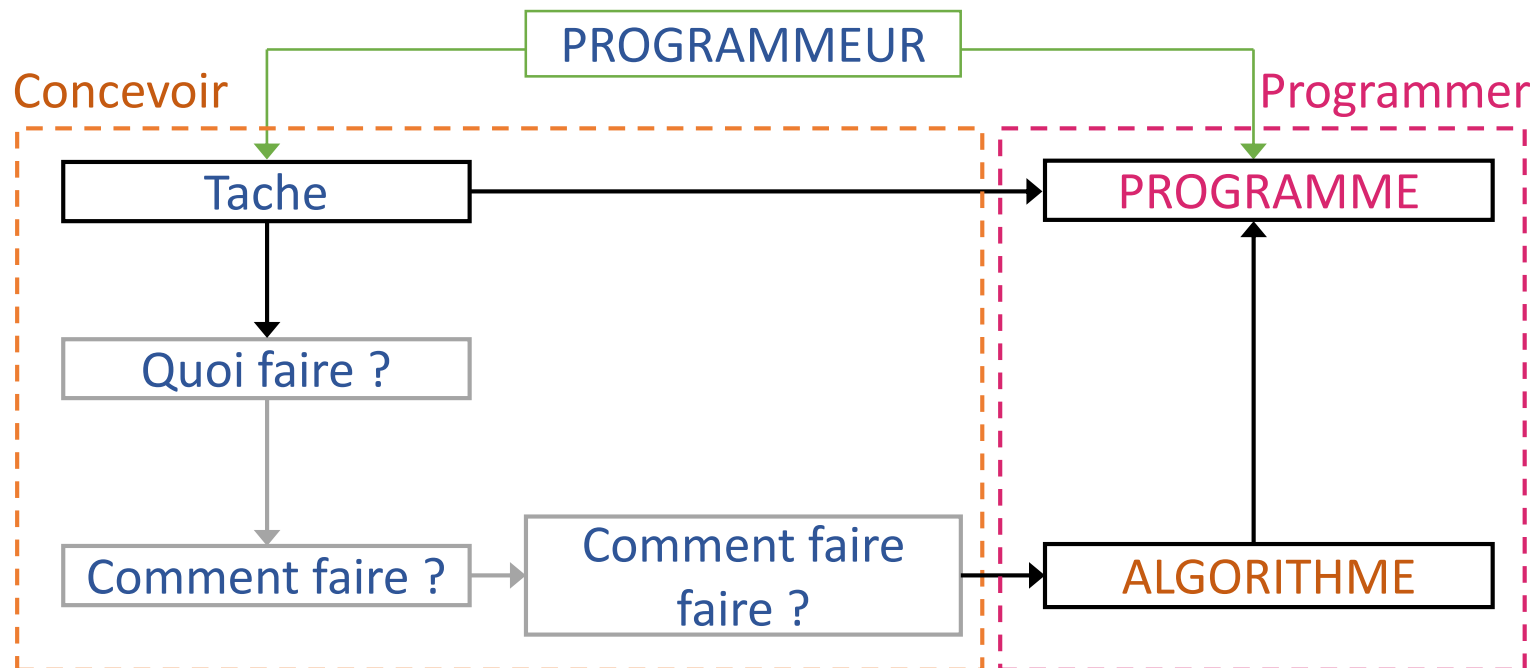 PROGRAMMEUR
Concevoir
Programmer
Tache
PROGRAMME
Quoi faire ?
Comment faire ?
Comment faire
faire ?
ALGORITHME